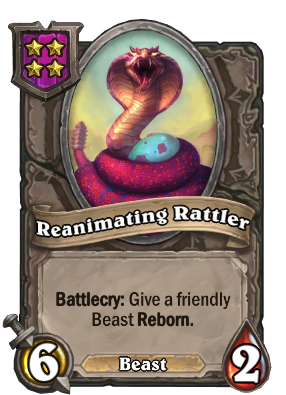 Reanimating Rattler
Battlecry: Give a friendly
Beast Reborn.
6
Beast
2